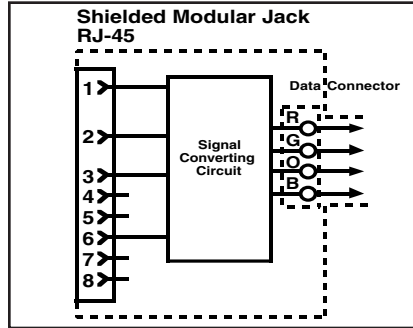 Shielded Modular Jack
RJ-45
Data Connector
1
2
3
4
5
6
7
8
Signal
Converting
Circuit
R
G
O
B